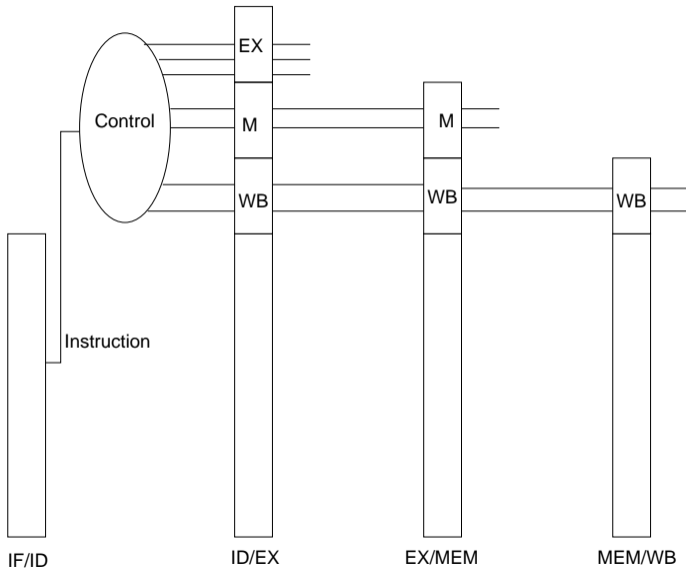 EX
Control
M
M
WB
WB
WB
Instruction
IF/ID
ID/EX
EX/MEM
MEM/WB